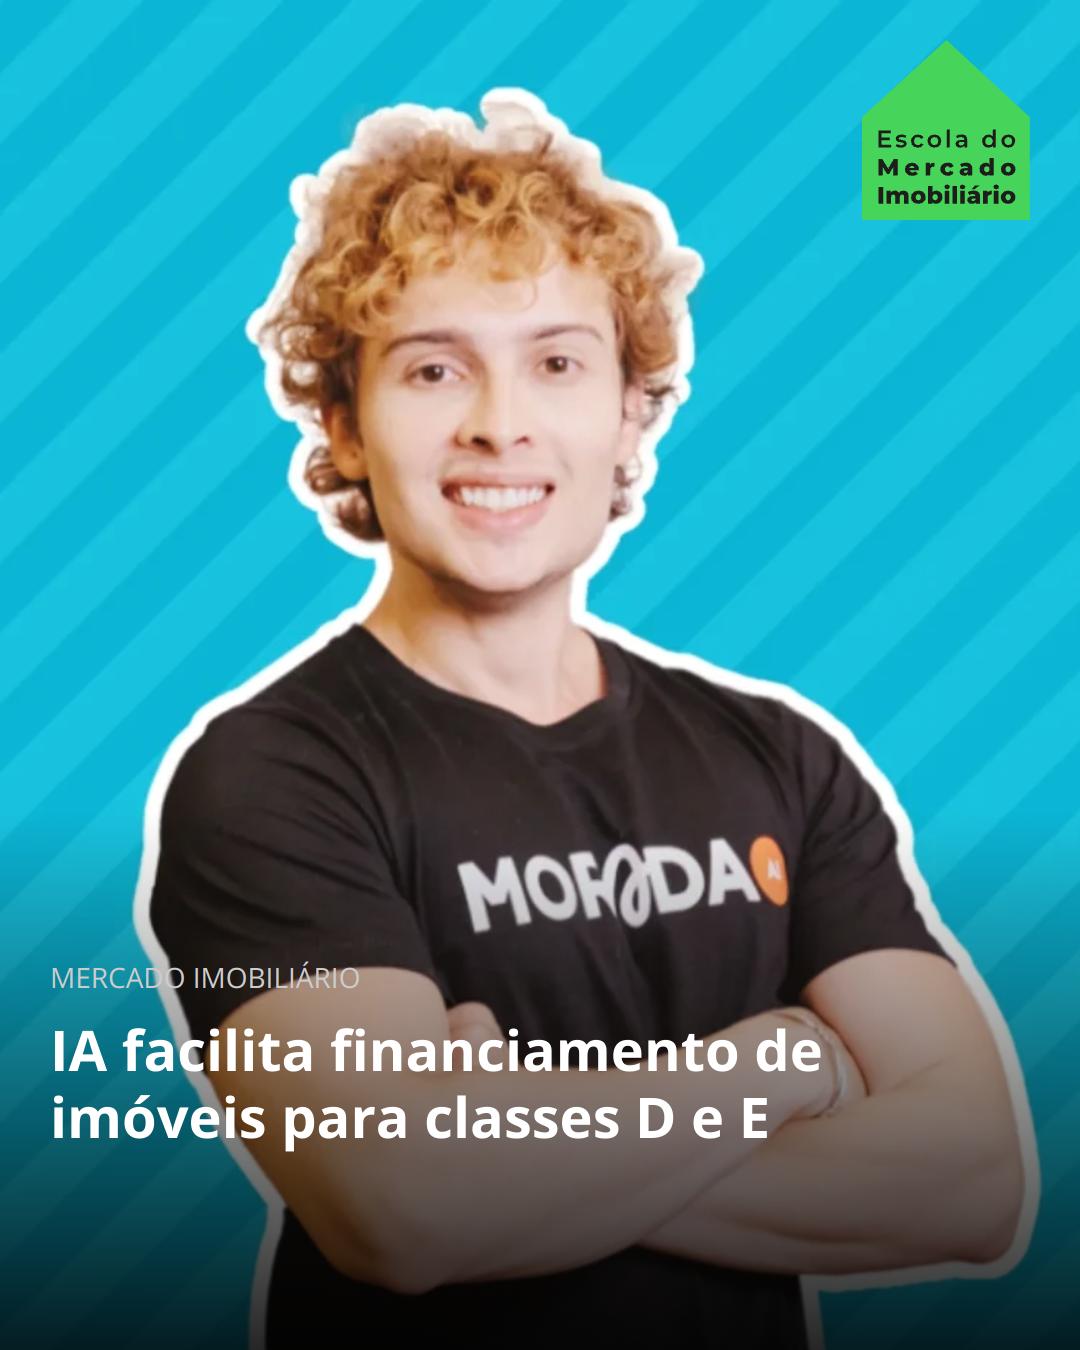 Escola do
Mercado
Imobiliário
MORADA AI
MERCADO IMOBILIÁRIO
IA facilita financiamento de
imóveis para classes D e E